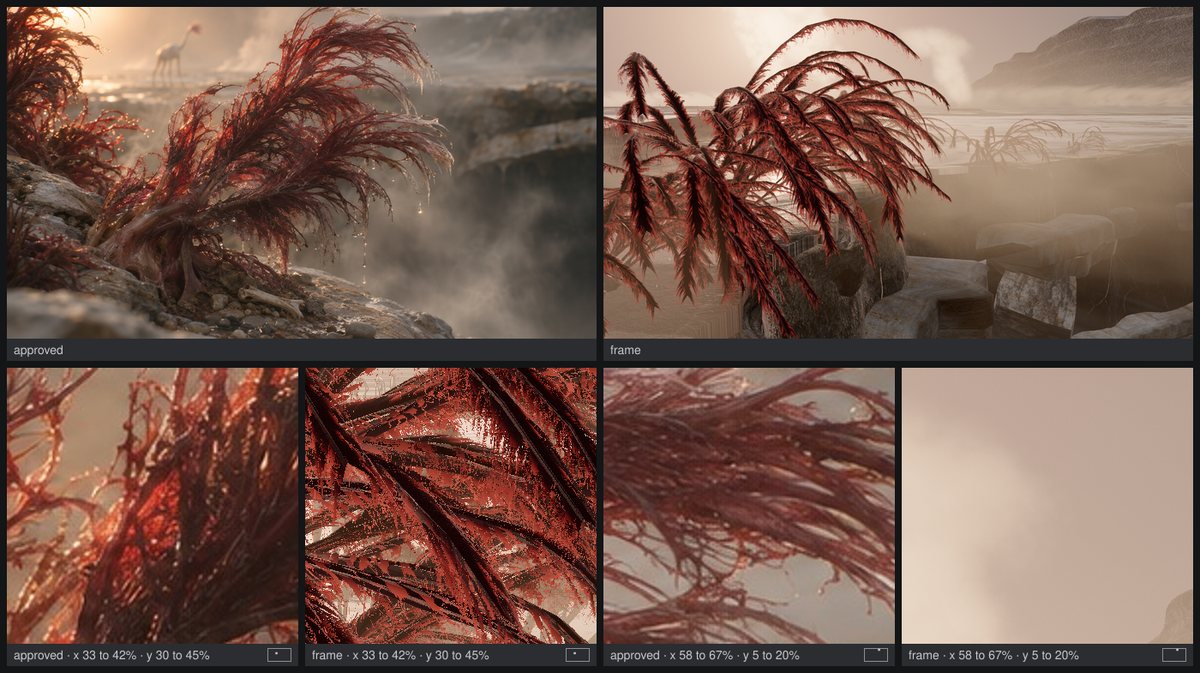 approved
frame
approved · x 33 to 42% · y 30 to 45%
frame · x 33 to 42% · y 30 to 45%
approved · x 58 to 67% · y 5 to 20%
frame · x 58 to 67% · y 5 to 20%